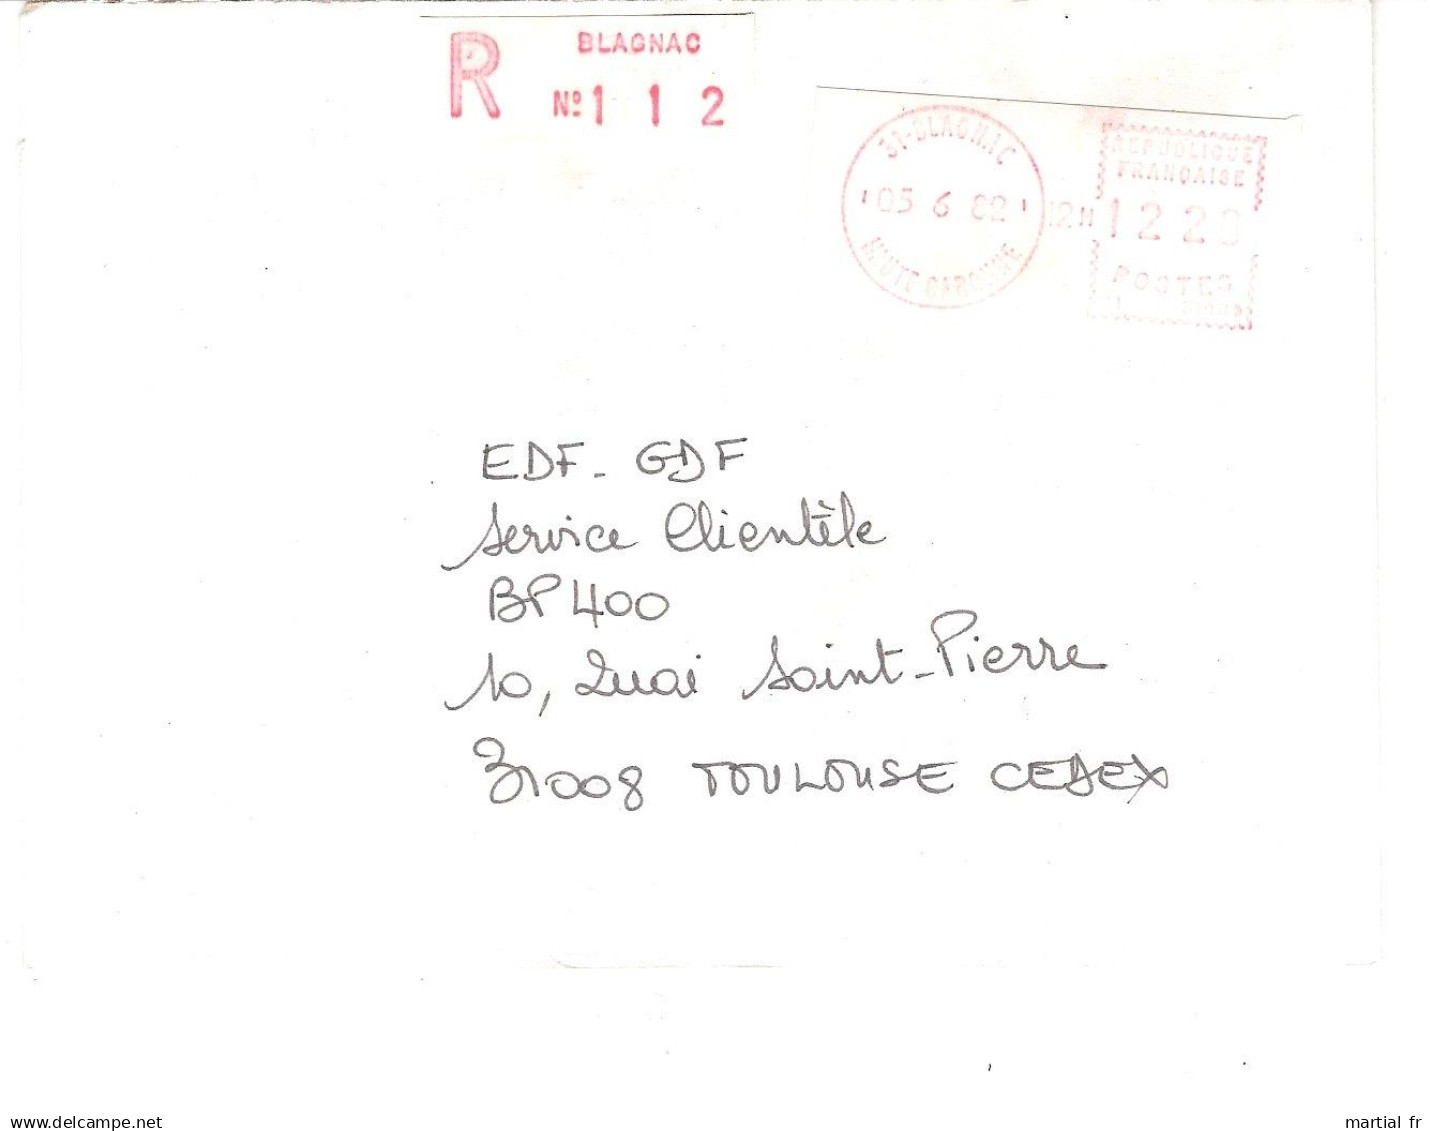 R BLAGNAC
Nº 1 1 2
31-BLAGNAC
05 6 82
12H
HAUTE GARONNE
REPUBLIQUE
FRANÇAISE
1220
POSTES
EDF- GDF
Service Clientèle
BP 400
10, Quai Saint-Pierre
31008 TOULOUSE CEDEX
www.delcampe.net
martial fr